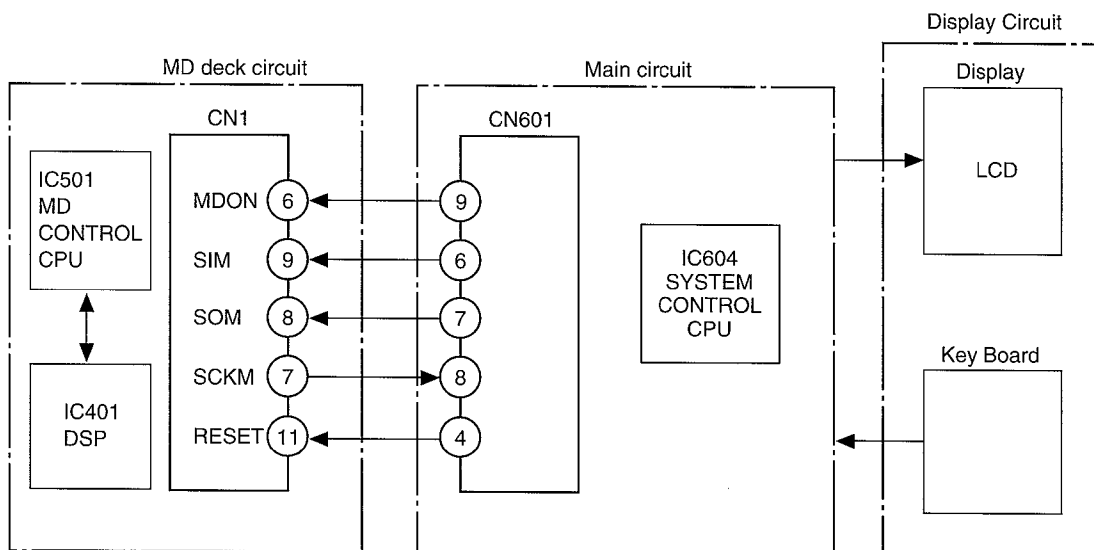 Display Circuit
MD deck circuit
Main circuit
Display
CN1
CN601
IC501
MD
CONTROL
CPU
MDON 6
9
LCD
SIM 9
6
IC604
SYSTEM
CONTROL
CPU
SOM 8
7
Key Board
SCKM 7
8
IC401
DSP
RESET 11
4